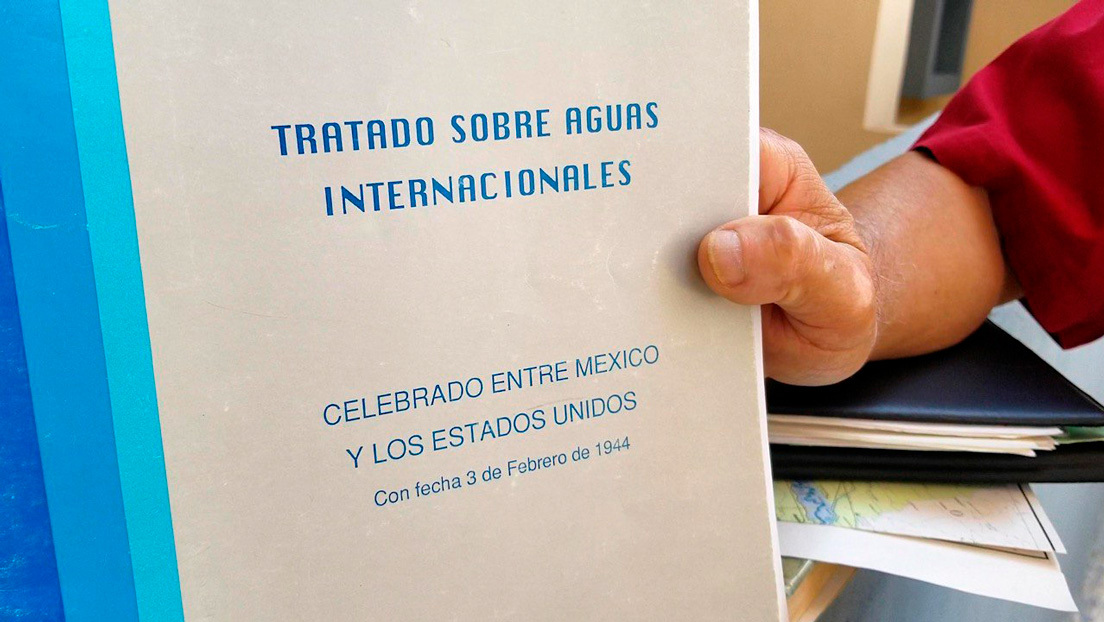 TRATADO SOBRE AGUAS
INTERNACIONALES
CELEBRADO ENTRE MEXICO
Y LOS ESTADOS UNIDOS
Con fecha 3 de Febrero de 1944